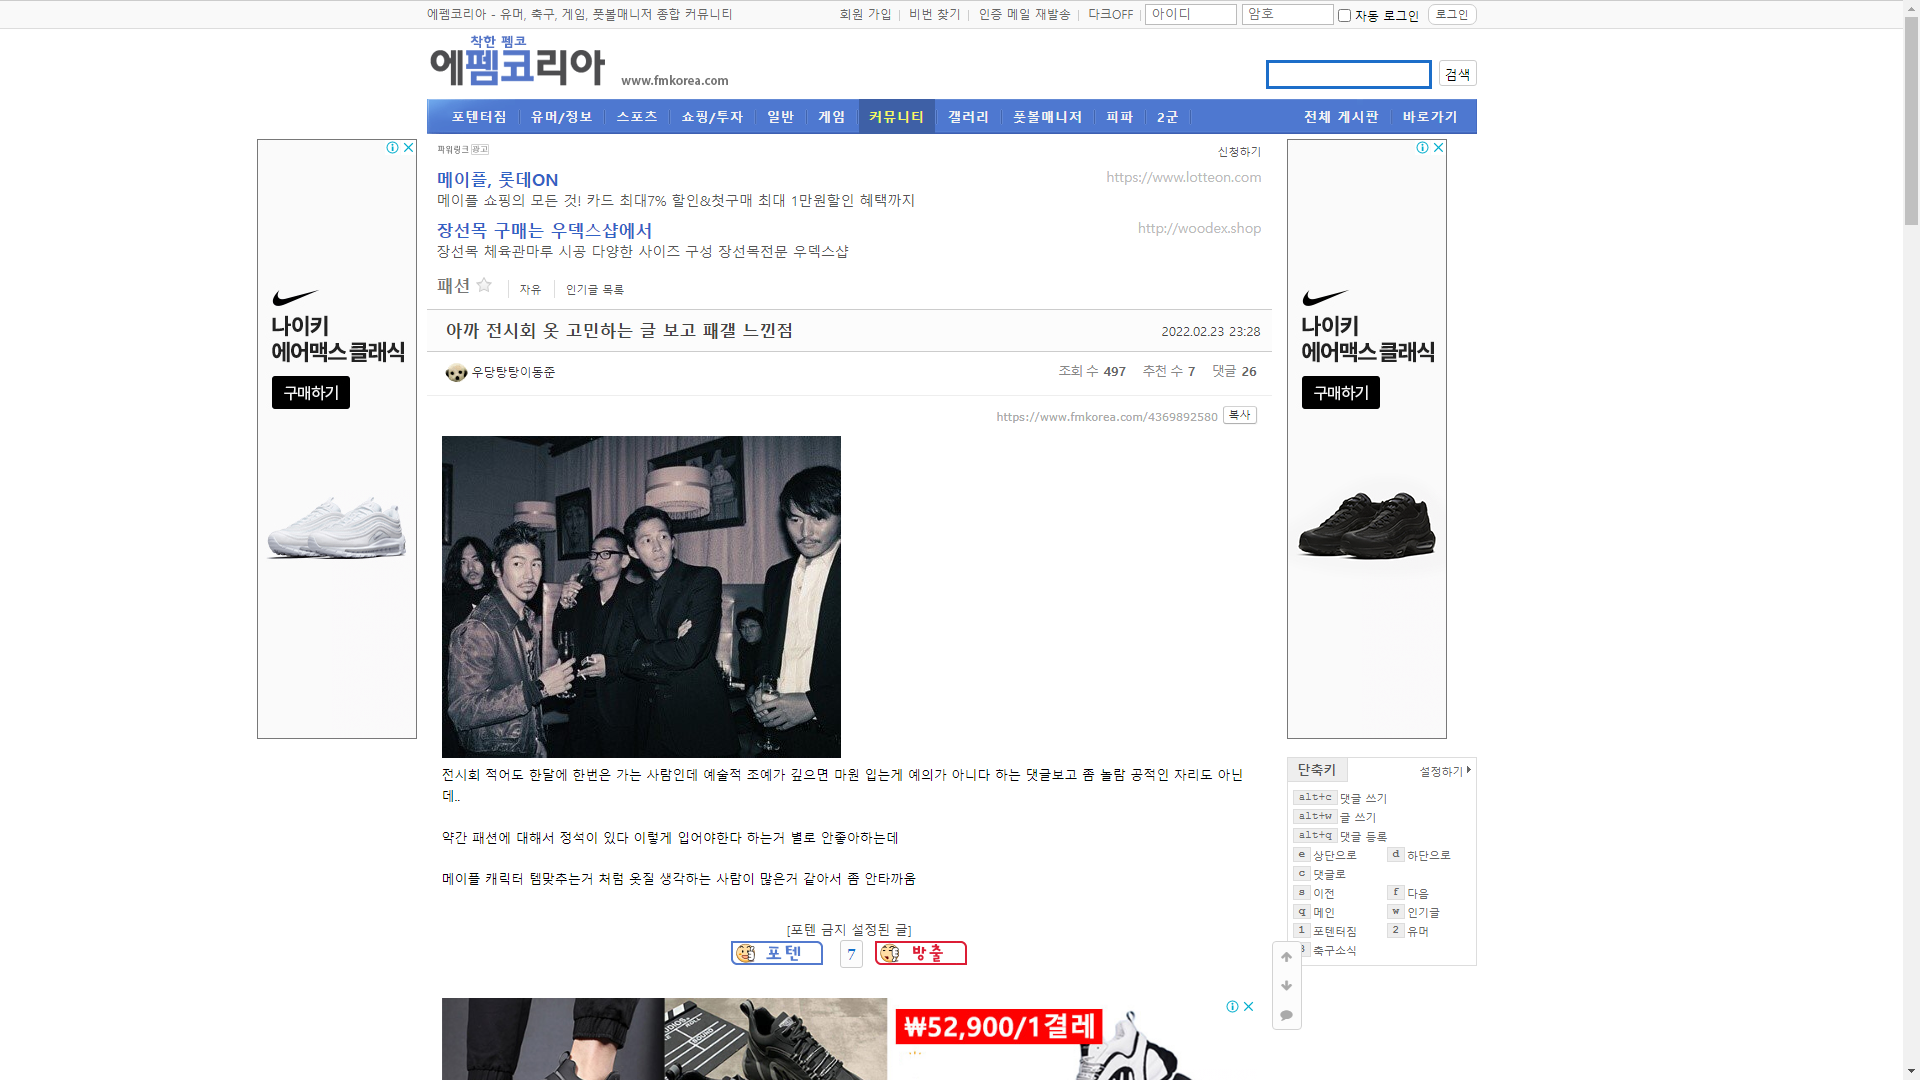 에펨코리아 - 유머, 축구, 게임, 풋볼매니저 종합 커뮤니티
회원 가입 | 비번 찾기 | 인증 메일 재발송 | 다크OFF | 아이디 암호 자동 로그인 로그인
착한 펨코
에펨코리아 www.fmkorea.com
검색
포텐터짐 유머/정보 스포츠 쇼핑/투자 일반 게임 커뮤니티 갤러리 풋볼매니저 피파 2군 전체 게시판 바로가기
파워링크 광고 신청하기
메이플, 롯데ON https://www.lotteon.com
메이플 쇼핑의 모든 것! 카드 최대7% 할인&첫구매 최대 1만원할인 혜택까지
장선목 구매는 우덱스샵에서 http://woodex.shop
장선목 체육관마루 시공 다양한 사이즈 구성 장선목전문 우덱스샵
패션 자유 인기글 목록
아까 전시회 옷 고민하는 글 보고 패갤 느낀점 2022.02.23 23:28
우당탕탕이동준 조회 수 497 추천 수 7 댓글 26
https://www.fmkorea.com/4369892580 복사
전시회 적어도 한달에 한번은 가는 사람인데 예술적 조예가 깊으면 마원 입는게 예의가 아니다 하는 댓글보고 좀 놀람 공적인 자리도 아닌
데..
약간 패션에 대해서 정석이 있다 이렇게 입어야한다 하는거 별로 안좋아하는데
메이플 캐릭터 템맞추는거 처럼 옷질 생각하는 사람이 많은거 같아서 좀 안타까움
[포텐 금지 설정된 글]
포텐 7 방출
₩52,900/1결레
나이키
에어맥스 클래식
구매하기
나이키
에어맥스 클래식
구매하기
단축키 설정하기
alt+c 댓글 쓰기
alt+w 글 쓰기
alt+q 댓글 등록
e 상단으로 d 하단으로
c 댓글로
s 이전 f 다음
q 메인 w 인기글
1 포텐터짐 2 유머
3 축구소식